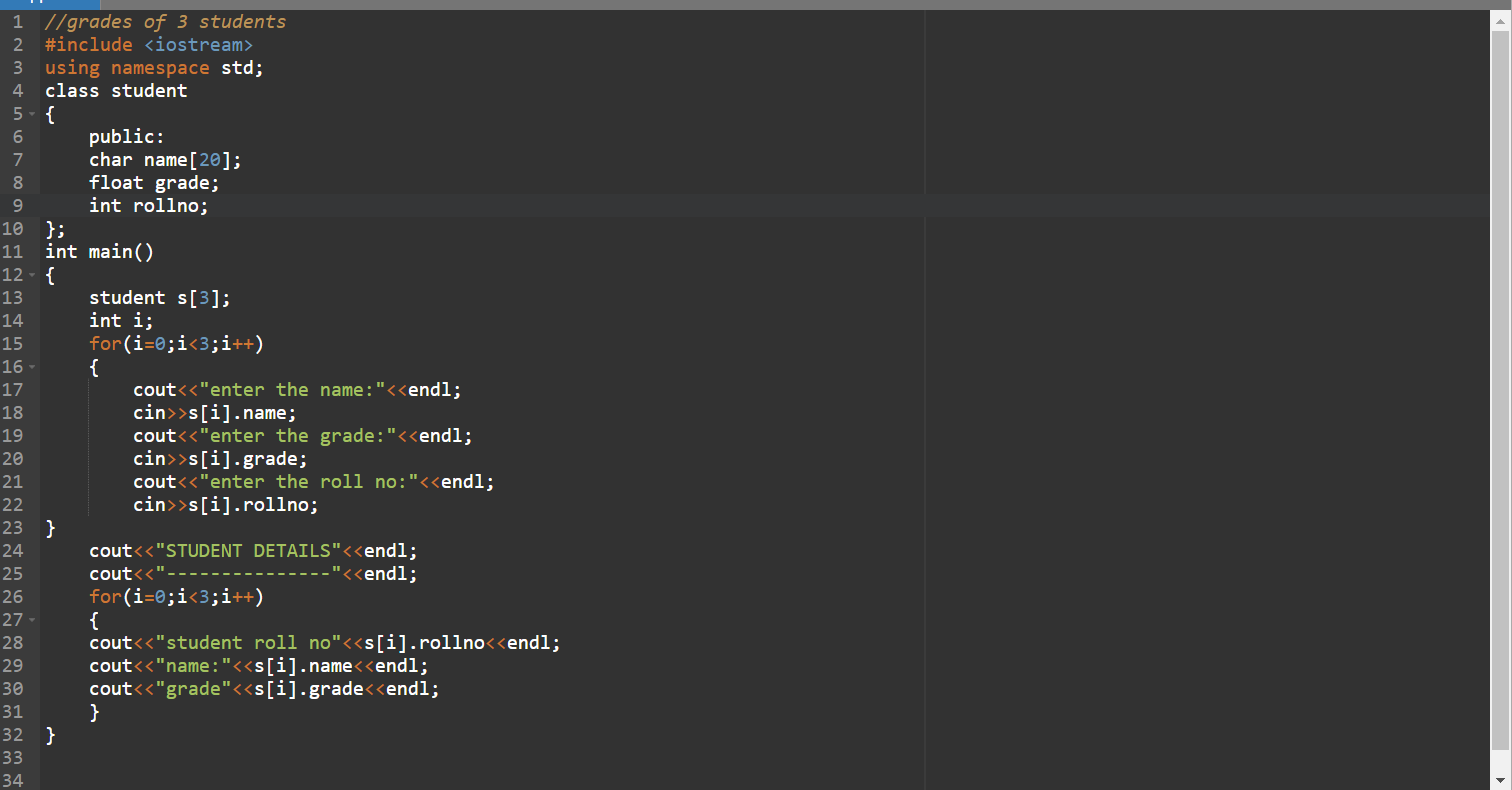 1 //grades of 3 students
2 #include <iostream>
3 using namespace std;
4 class student
5 {
6     public:
7     char name[20];
8     float grade;
9     int rollno;
10 };
11 int main()
12 {
13     student s[3];
14     int i;
15     for(i=0;i<3;i++)
16     {
17         cout<<"enter the name:"<<endl;
18         cin>>s[i].name;
19         cout<<"enter the grade:"<<endl;
20         cin>>s[i].grade;
21         cout<<"enter the roll no:"<<endl;
22         cin>>s[i].rollno;
23 }
24     cout<<"STUDENT DETAILS"<<endl;
25     cout<<"---------------"<<endl;
26     for(i=0;i<3;i++)
27     {
28     cout<<"student roll no"<<s[i].rollno<<endl;
29     cout<<"name:"<<s[i].name<<endl;
30     cout<<"grade"<<s[i].grade<<endl;
31     }
32 }
33
34